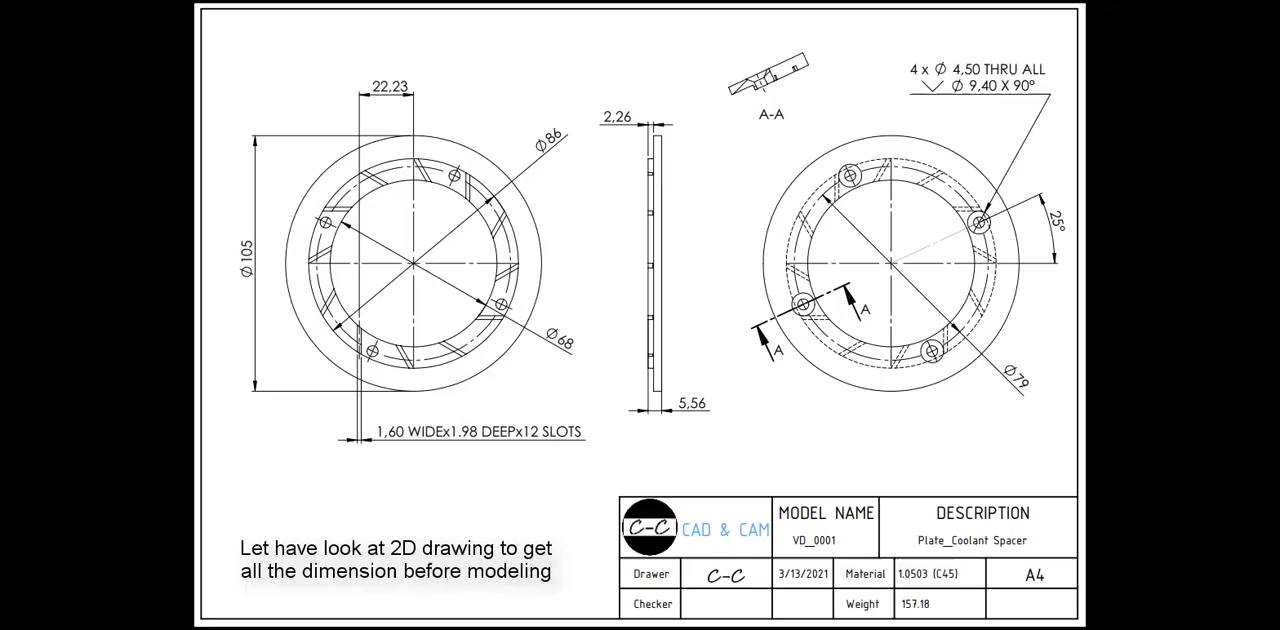 22,23
Ø86
Ø105
Ø68
1,60 WIDEx1.98 DEEPx12 SLOTS
2,26
5,56
A-A
4 x Ø 4,50 THRU ALL
Ø 9,40 X 90°
25°
A
A
Ø79
Let have look at 2D drawing to get
all the dimension before modeling
C-C CAD & CAM
MODEL NAME
VD_0001
DESCRIPTION
Plate_Coolant Spacer
Drawer C-C 3/13/2021 Material 1.0503 (C45) A4
Checker Weight 157.18